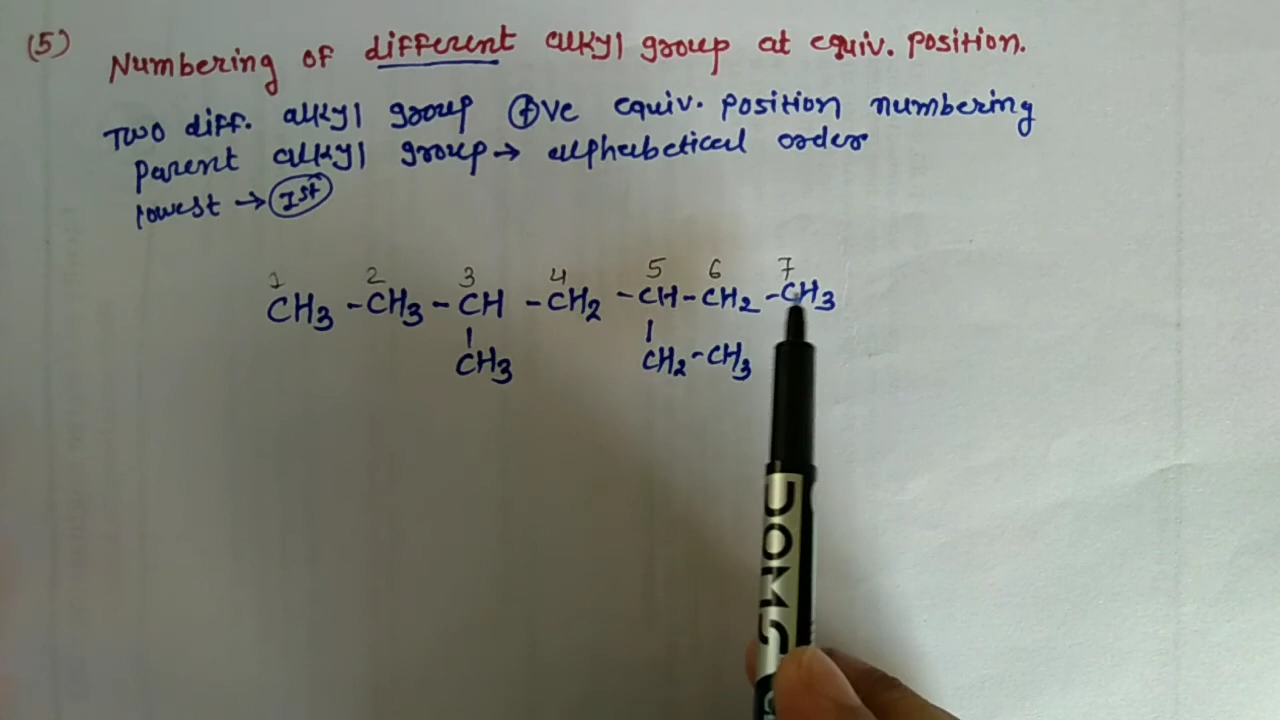 (5) Numbering of different alkyl group at equiv. position.
Two diff. alkyl group ⊕ve equiv. position numbering
parent alkyl group → alphabetical order
lowest → Ist
1 2 3 4 5 6 7
CH3 - CH3 - CH - CH2 - CH - CH2 - CH3
CH3 CH2 - CH3
DOMS